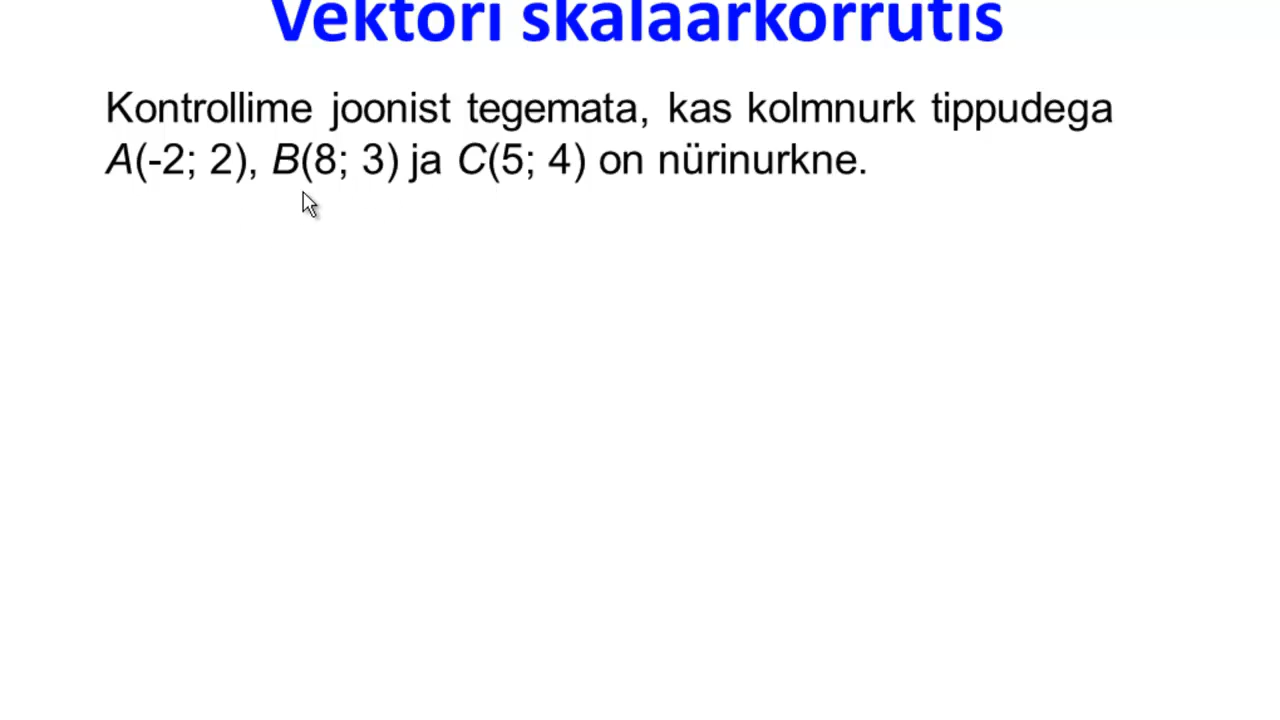 Vektori skalaarkorrutis
Kontrollime joonist tegemata, kas kolmnurk tippudega
A(-2; 2), B(8; 3) ja C(5; 4) on nürinurkne.